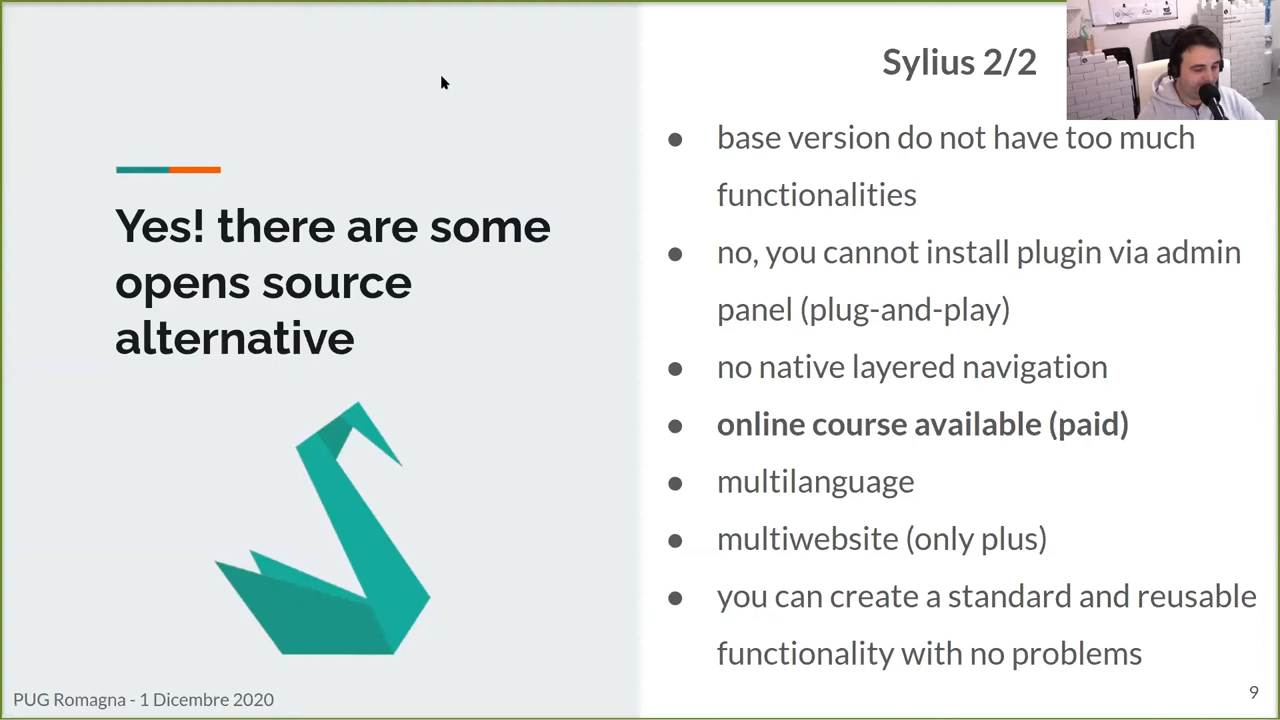 Yes! there are some
opens source
alternative
PUG Romagna - 1 Dicembre 2020
Sylius 2/2
● base version do not have too much
functionalities
● no, you cannot install plugin via admin
panel (plug-and-play)
● no native layered navigation
● online course available (paid)
● multilanguage
● multiwebsite (only plus)
● you can create a standard and reusable
functionality with no problems
9